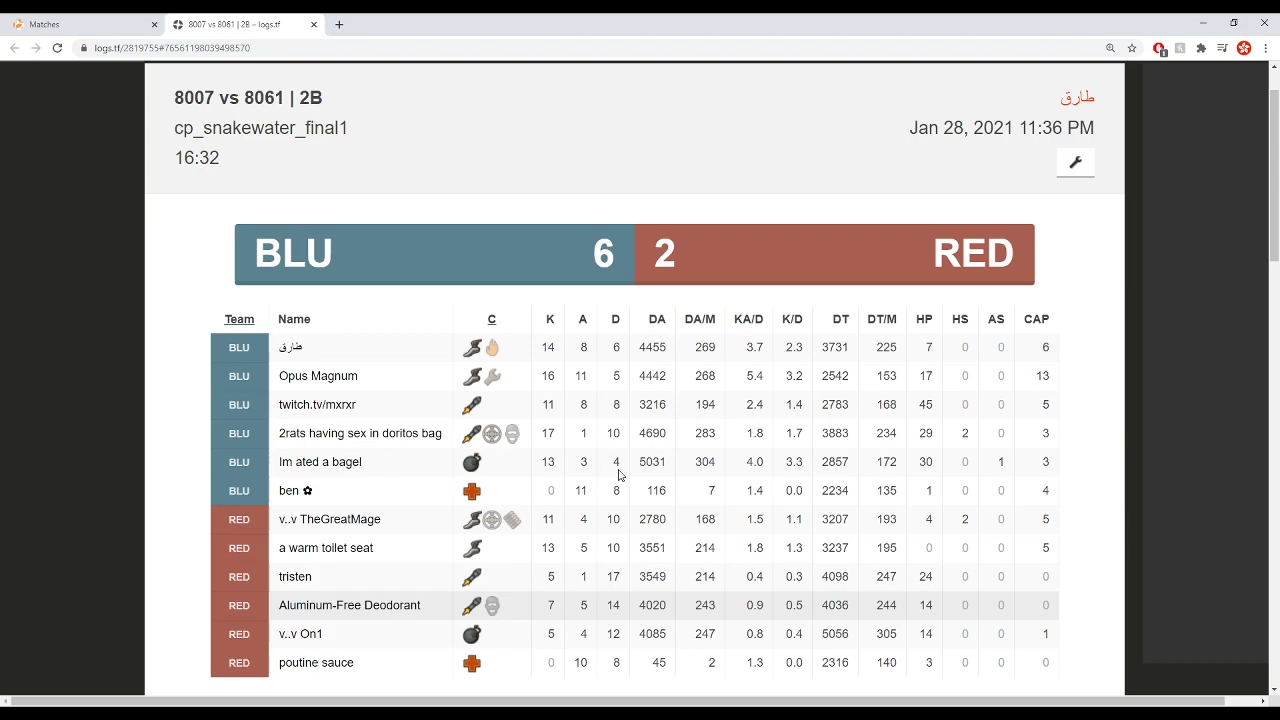 Matches
8007 vs 8061 | 2B – logs.tf
logs.tf/2819755#76561198039498570
8007 vs 8061 | 2B
طارق
cp_snakewater_final1
Jan 28, 2021 11:36 PM
16:32
BLU 6 2 RED
Team Name C K A D DA DA/M KA/D K/D DT DT/M HP HS AS CAP
BLU طارق 14 8 6 4455 269 3.7 2.3 3731 225 7 0 0 6
BLU Opus Magnum 16 11 5 4442 268 5.4 3.2 2542 153 17 0 0 13
BLU twitch.tv/mxrxr 11 8 8 3216 194 2.4 1.4 2783 168 45 0 0 5
BLU 2rats having sex in doritos bag 17 1 10 4690 283 1.8 1.7 3883 234 29 2 0 3
BLU Im ated a bagel 13 3 4 5031 304 4.0 3.3 2857 172 30 0 1 3
BLU ben ✿ 0 11 8 116 7 1.4 0.0 2234 135 1 0 0 4
RED v..v TheGreatMage 11 4 10 2780 168 1.5 1.1 3207 193 4 2 0 5
RED a warm toilet seat 13 5 10 3551 214 1.8 1.3 3237 195 0 0 0 5
RED tristen 5 1 17 3549 214 0.4 0.3 4098 247 24 0 0 0
RED Aluminum-Free Deodorant 7 5 14 4020 243 0.9 0.5 4036 244 14 0 0 0
RED v..v On1 5 4 12 4085 247 0.8 0.4 5056 305 14 0 0 1
RED poutine sauce 0 10 8 45 2 1.3 0.0 2316 140 3 0 0 0